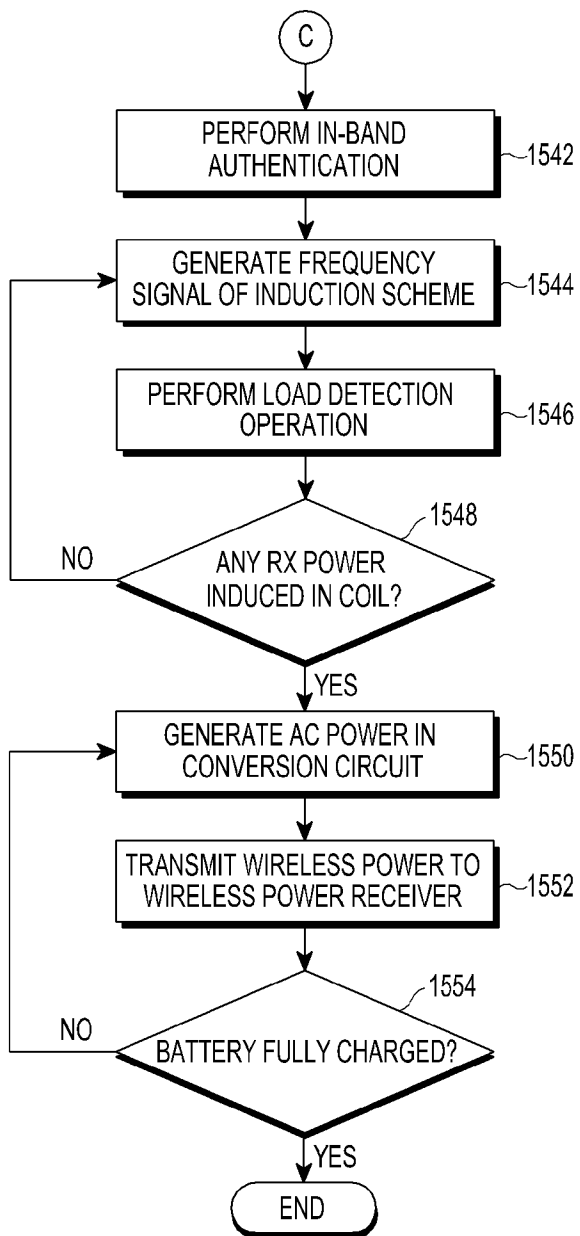 C
PERFORM IN-BAND
AUTHENTICATION
1542
GENERATE FREQUENCY
SIGNAL OF INDUCTION SCHEME
1544
PERFORM LOAD DETECTION
OPERATION
1546
1548
NO
ANY RX POWER
INDUCED IN COIL?
YES
GENERATE AC POWER IN
CONVERSION CIRCUIT
1550
TRANSMIT WIRELESS POWER TO
WIRELESS POWER RECEIVER
1552
1554
NO
BATTERY FULLY CHARGED?
YES
END